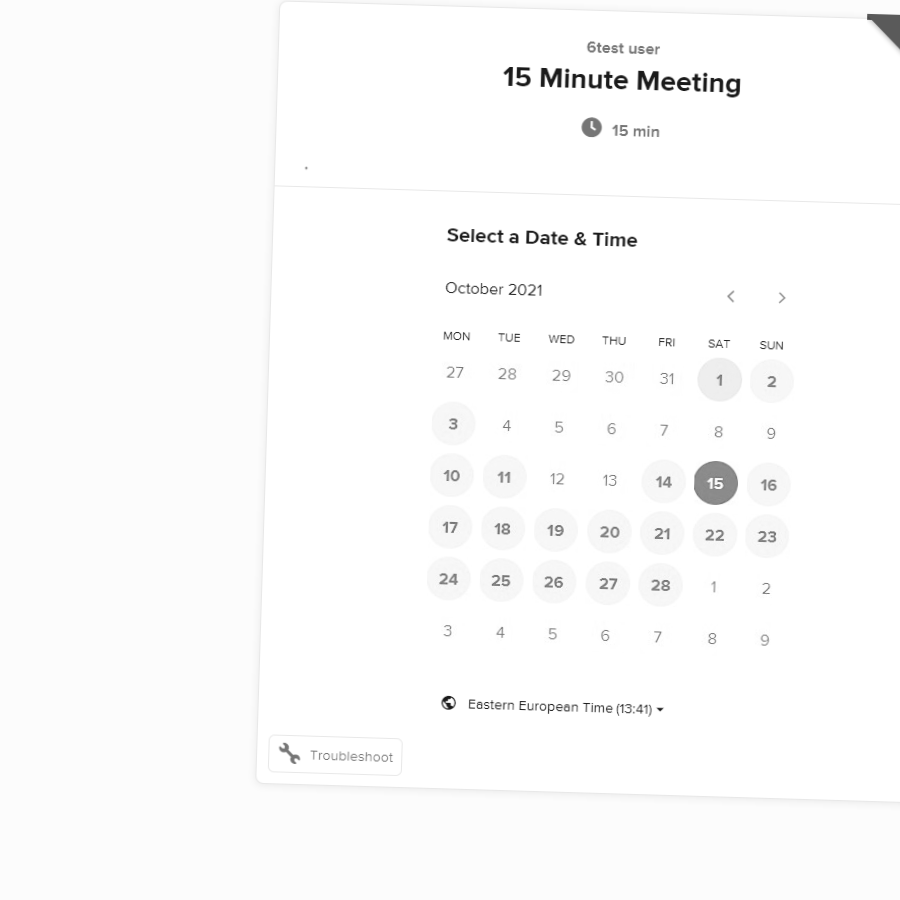 6test user
15 Minute Meeting
15 min
.
Select a Date & Time
October 2021
MON TUE WED THU FRI SAT SUN
27 28 29 30 31 1 2
3 4 5 6 7 8 9
10 11 12 13 14 15 16
17 18 19 20 21 22 23
24 25 26 27 28 1 2
3 4 5 6 7 8 9
Eastern European Time (13:41)
Troubleshoot